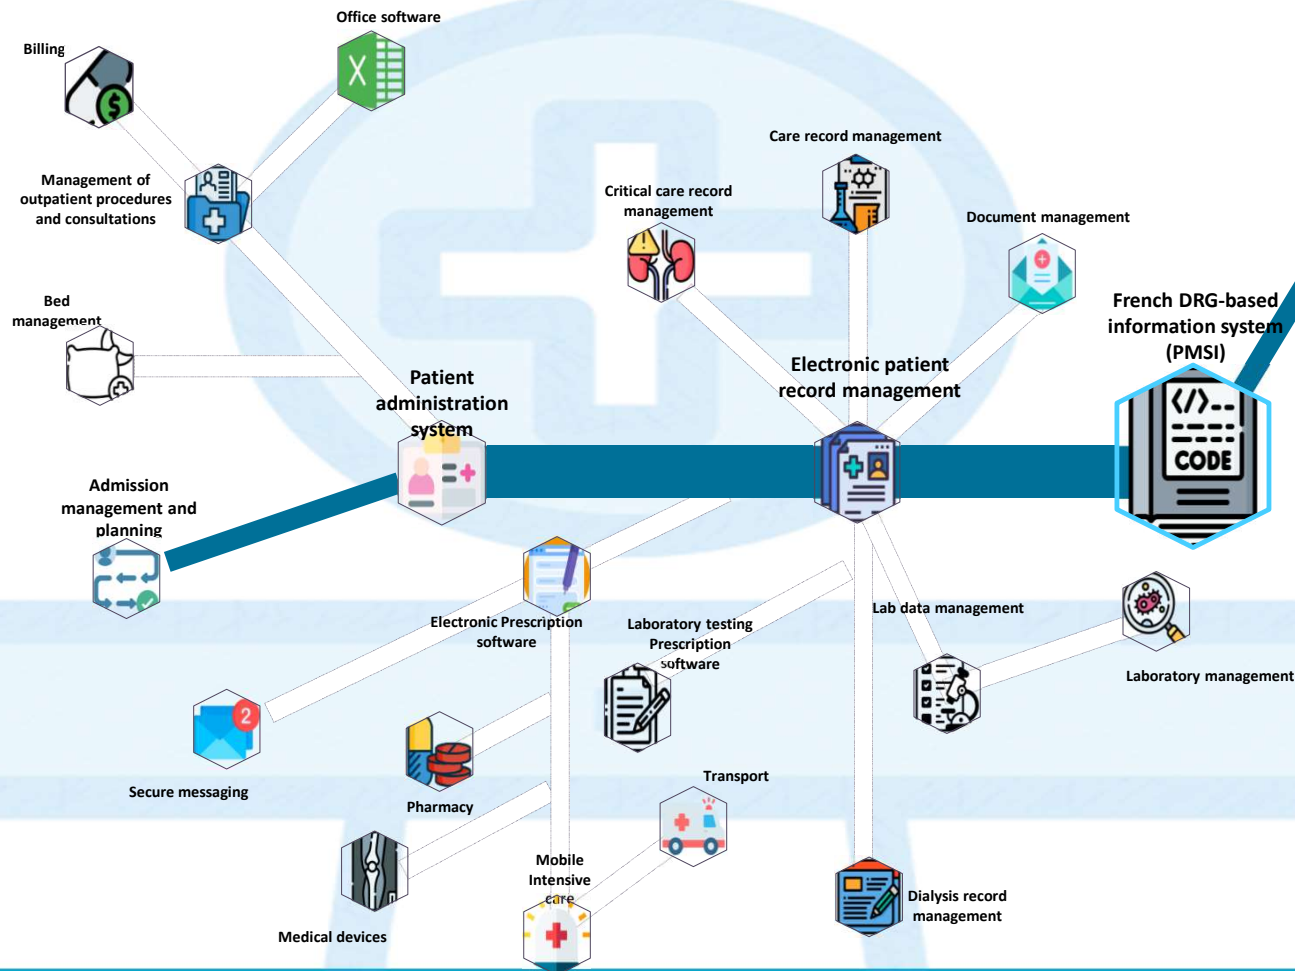 Office software
Billing
Care record management
Management of
outpatient procedures
and consultations
Critical care record
management
Document management
Bed
management
French DRG-based
information system
(PMSI)
Electronic patient
record management
Patient
administration
system
</>--
CODE
Admission
management and
planning
Electronic Prescription
software
Laboratory testing
Prescription
software
Lab data management
Laboratory management
2
Secure messaging
Pharmacy
Transport
Medical devices
Mobile
Intensive
care
Dialysis record
management
X
$